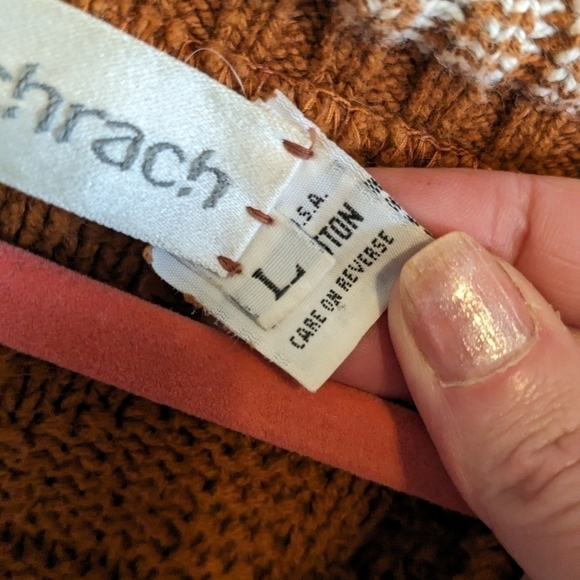 chrach
.S.A.
TTON
L
CARE ON REVERSE